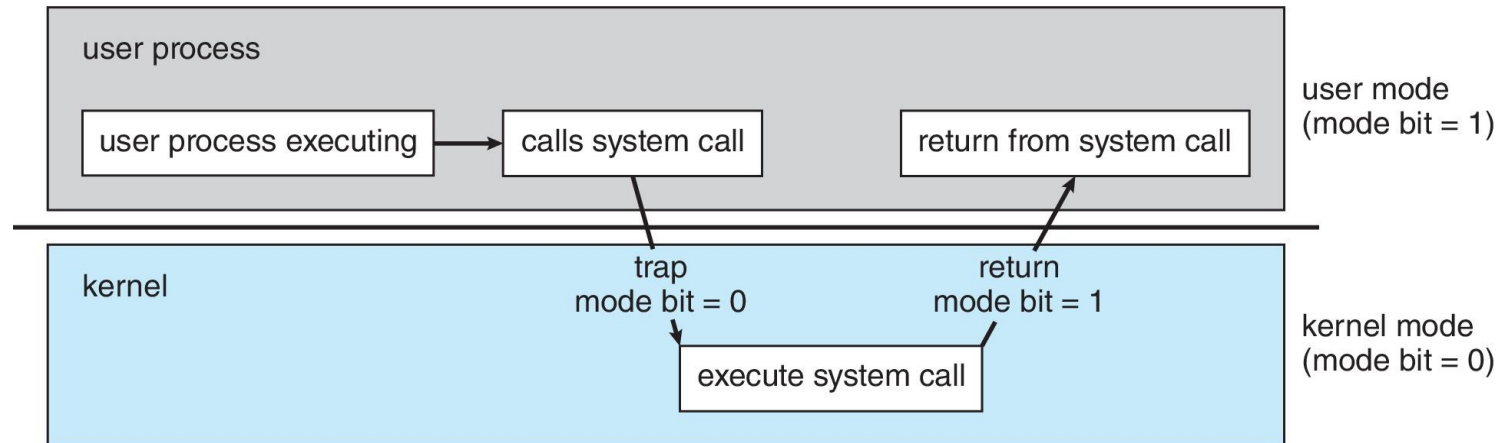 user process
user process executing
calls system call
return from system call
user mode
(mode bit = 1)
kernel
trap
mode bit = 0
return
mode bit = 1
execute system call
kernel mode
(mode bit = 0)